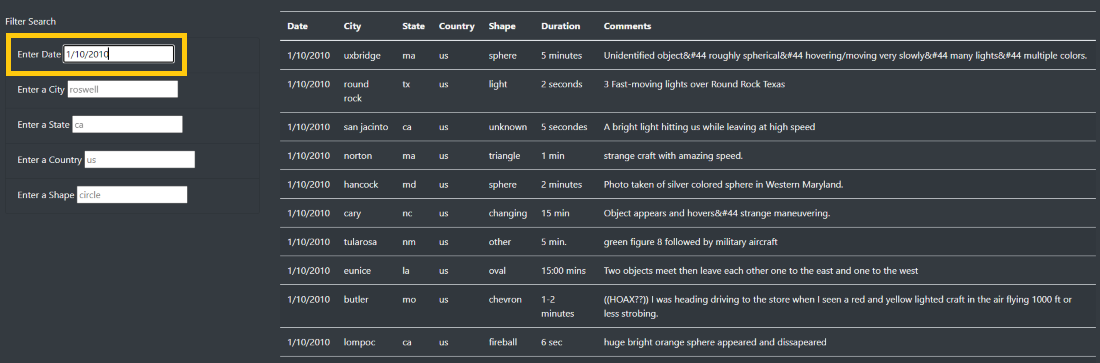 Filter Search
Enter Date 1/10/2010
Enter a City roswell
Enter a State ca
Enter a Country us
Enter a Shape circle
Date City State Country Shape Duration Comments
1/10/2010 uxbridge ma us sphere 5 minutes Unidentified object&#44 roughly spherical&#44 hovering/moving very slowly&#44 many lights&#44 multiple colors.
1/10/2010 round tx us light 2 seconds 3 Fast-moving lights over Round Rock Texas
rock
1/10/2010 san jacinto ca us unknown 5 secondes A bright light hitting us while leaving at high speed
1/10/2010 norton ma us triangle 1 min strange craft with amazing speed.
1/10/2010 hancock md us sphere 2 minutes Photo taken of silver colored sphere in Western Maryland.
1/10/2010 cary nc us changing 15 min Object appears and hovers&#44 strange maneuvering.
1/10/2010 tularosa nm us other 5 min. green figure 8 followed by military aircraft
1/10/2010 eunice la us oval 15:00 mins Two objects meet then leave each other one to the east and one to the west
1/10/2010 butler mo us chevron 1-2 ((HOAX??)) I was heading driving to the store when I seen a red and yellow lighted craft in the air flying 1000 ft or
minutes less strobing.
1/10/2010 lompoc ca us fireball 6 sec huge bright orange sphere appeared and dissapeared